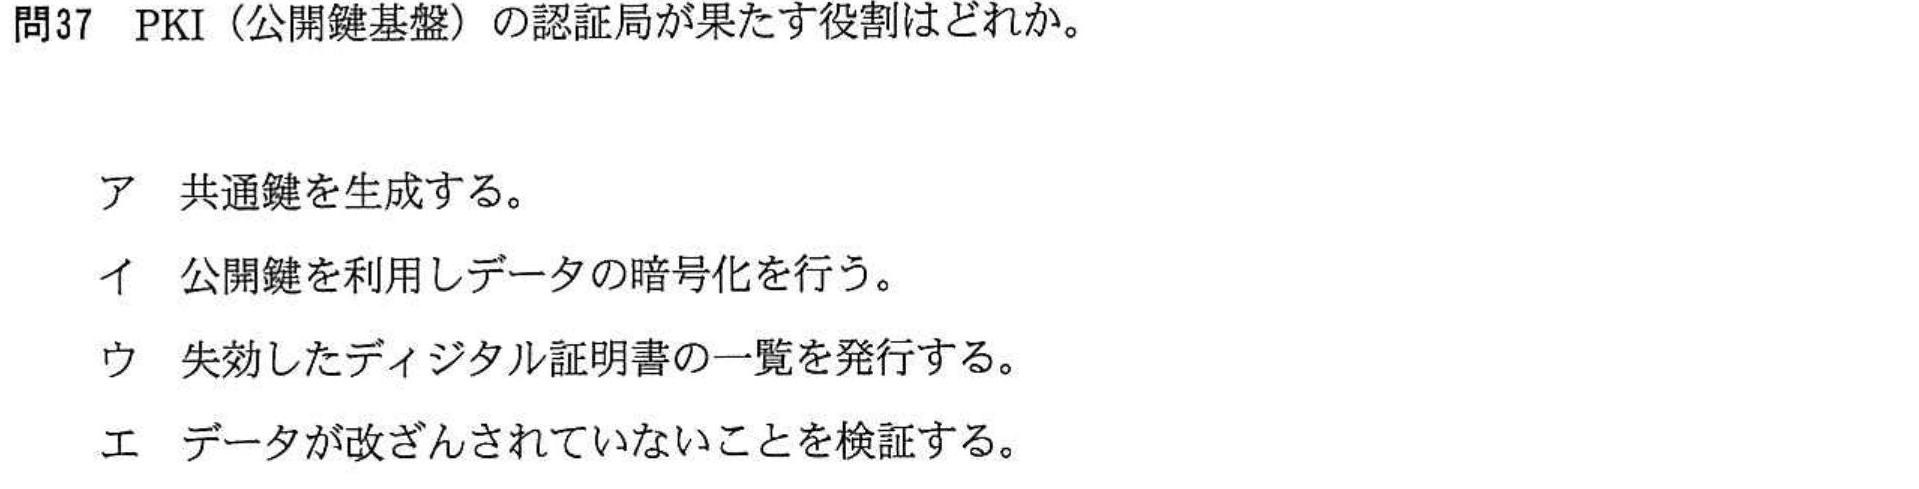 問37　PKI（公開鍵基盤）の認証局が果たす役割はどれか。
ア　共通鍵を生成する。
イ　公開鍵を利用しデータの暗号化を行う。
ウ　失効したディジタル証明書の一覧を発行する。
エ　データが改ざんされていないことを検証する。